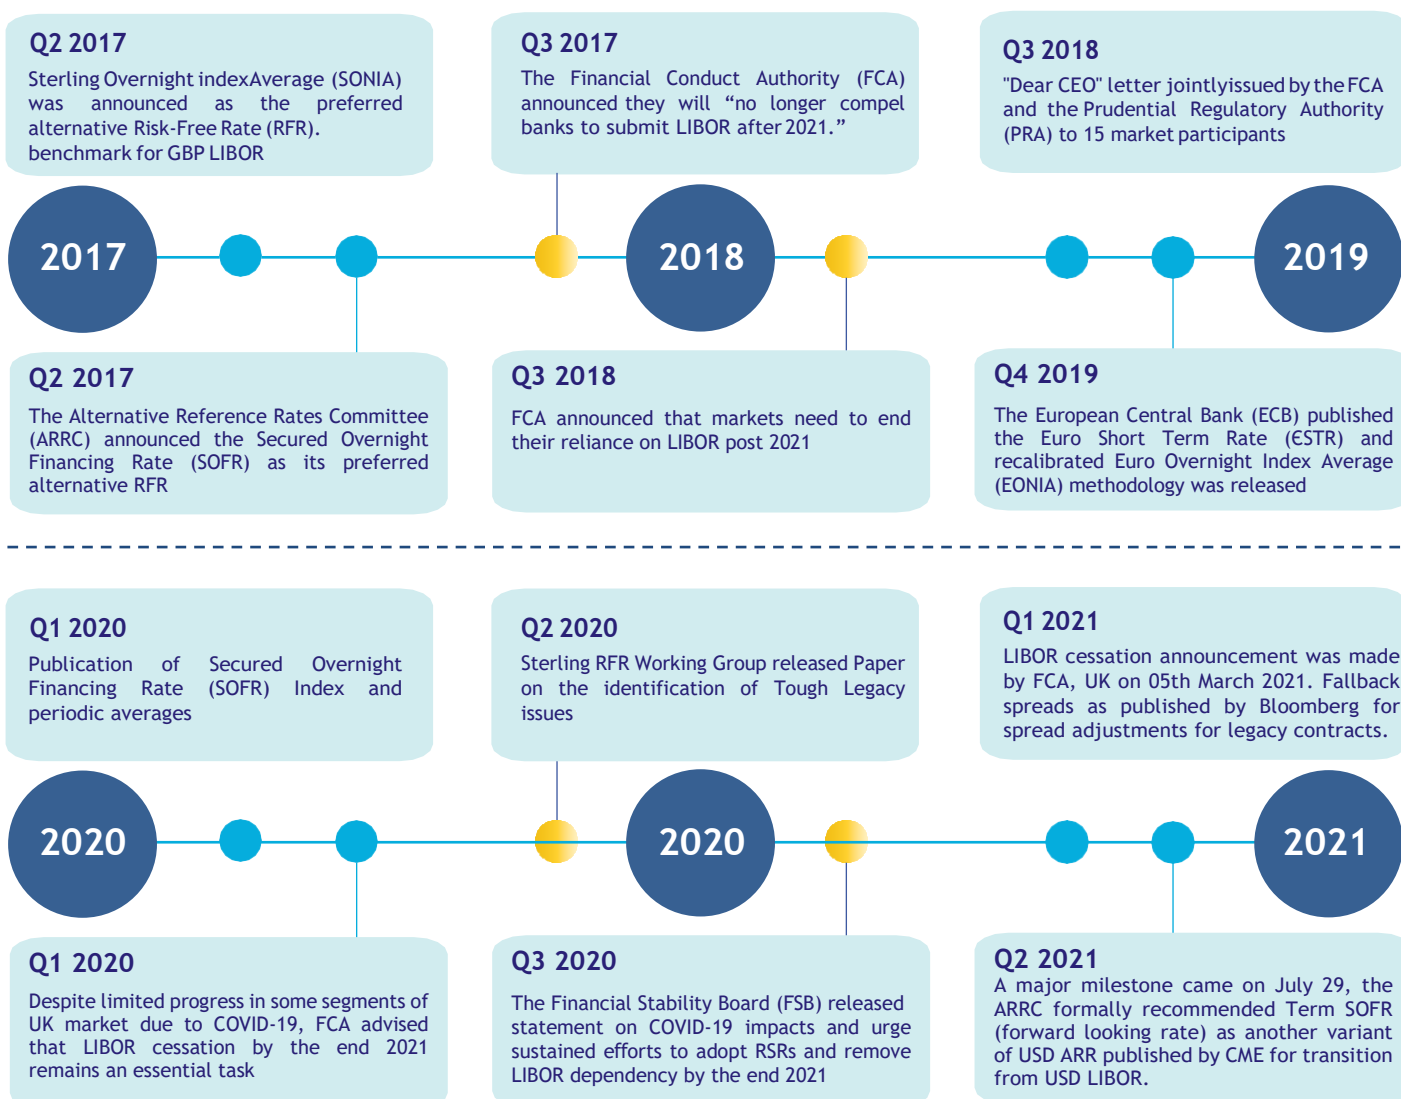 Q2 2017
Sterling Overnight indexAverage (SONIA)
was announced as the preferred
alternative Risk-Free Rate (RFR).
benchmark for GBP LIBOR
Q3 2017
The Financial Conduct Authority (FCA)
announced they will “no longer compel
banks to submit LIBOR after 2021.”
Q3 2018
"Dear CEO" letter jointlyissued by the FCA
and the Prudential Regulatory Authority
(PRA) to 15 market participants
2017
2018
2019
Q2 2017
The Alternative Reference Rates Committee
(ARRC) announced the Secured Overnight
Financing Rate (SOFR) as its preferred
alternative RFR
Q3 2018
FCA announced that markets need to end
their reliance on LIBOR post 2021
Q4 2019
The European Central Bank (ECB) published
the Euro Short Term Rate (€STR) and
recalibrated Euro Overnight Index Average
(EONIA) methodology was released
Q1 2020
Publication of Secured Overnight
Financing Rate (SOFR) Index and
periodic averages
Q2 2020
Sterling RFR Working Group released Paper
on the identification of Tough Legacy
issues
Q1 2021
LIBOR cessation announcement was made
by FCA, UK on 05th March 2021. Fallback
spreads as published by Bloomberg for
spread adjustments for legacy contracts.
2020
2020
2021
Q1 2020
Despite limited progress in some segments of
UK market due to COVID-19, FCA advised
that LIBOR cessation by the end 2021
remains an essential task
Q3 2020
The Financial Stability Board (FSB) released
statement on COVID-19 impacts and urge
sustained efforts to adopt RSRs and remove
LIBOR dependency by the end 2021
Q2 2021
A major milestone came on July 29, the
ARRC formally recommended Term SOFR
(forward looking rate) as another variant
of USD ARR published by CME for transition
from USD LIBOR.